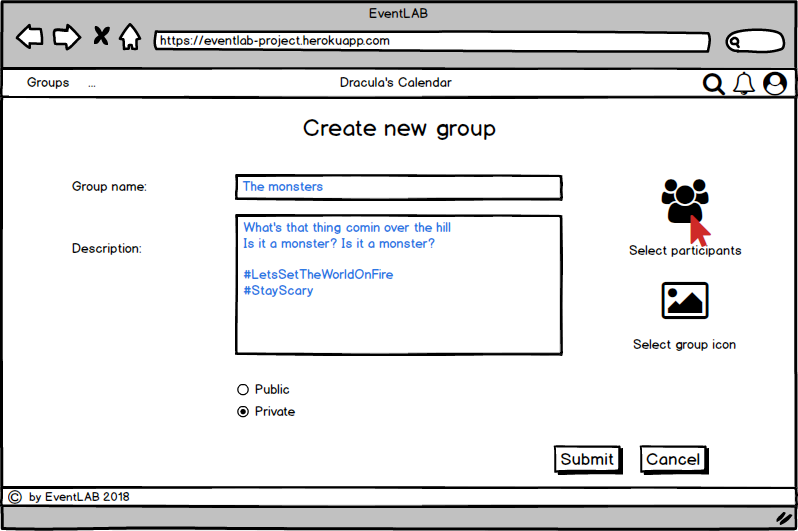 EventLAB
https://eventlab-project.herokuapp.com
Groups ... Dracula's Calendar
Create new group
Group name: The monsters
Description:
What's that thing comin over the hill
Is it a monster? Is it a monster?
#LetsSetTheWorldOnFire
#StayScary
Select participants
Select group icon
Public
Private
Submit Cancel
© by EventLAB 2018